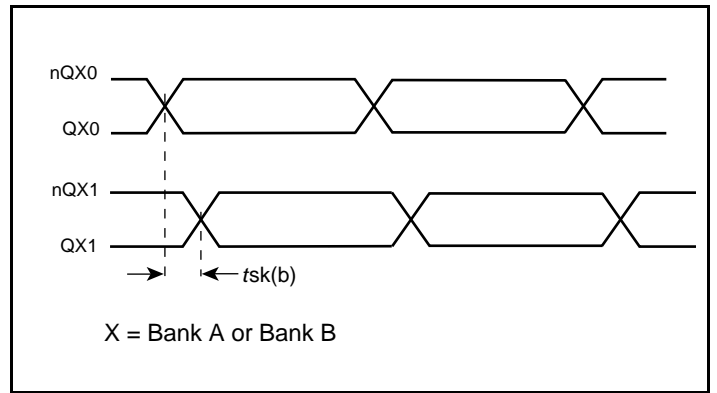 nQX0
QX0
nQX1
QX1
tsk(b)
X = Bank A or Bank B